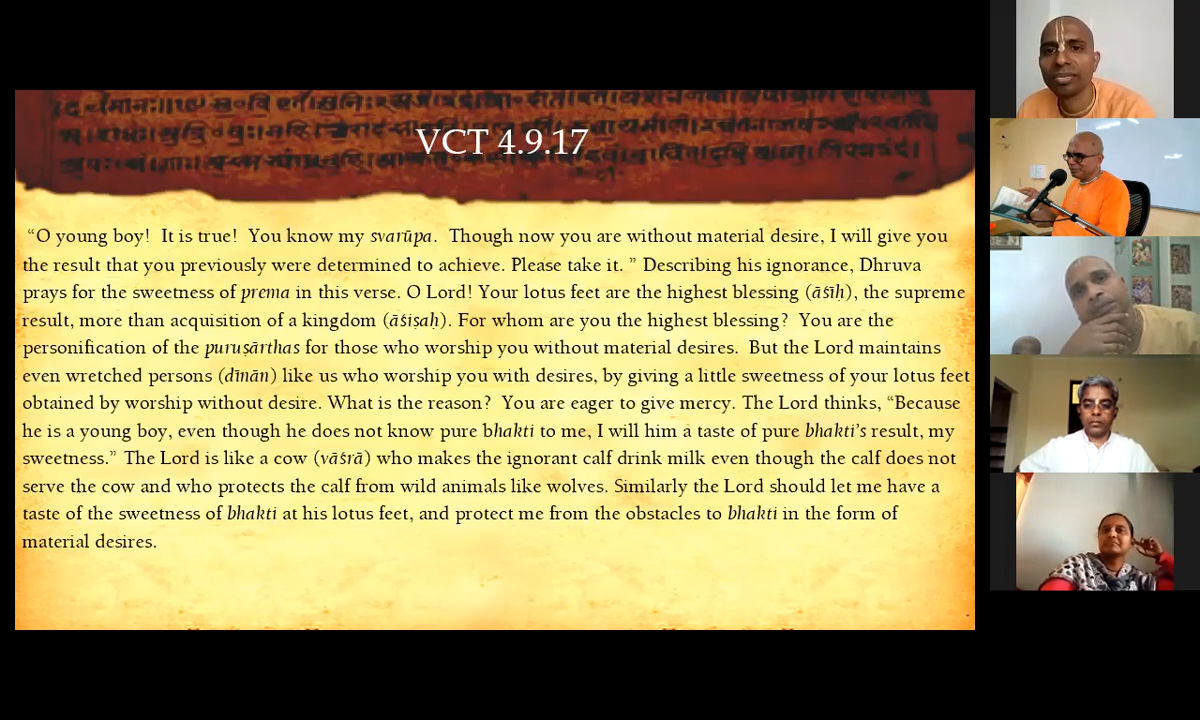 VCT 4.9.17
“O young boy!  It is true!  You know my svarūpa.  Though now you are without material desire, I will give you
the result that you previously were determined to achieve. Please take it. ” Describing his ignorance, Dhruva
prays for the sweetness of prema in this verse. O Lord! Your lotus feet are the highest blessing (āśīḥ), the supreme
result, more than acquisition of a kingdom (āśiṣaḥ). For whom are you the highest blessing?  You are the
personification of the puruṣārthas for those who worship you without material desires.  But the Lord maintains
even wretched persons (dīnān) like us who worship you with desires, by giving a little sweetness of your lotus feet
obtained by worship without desire. What is the reason?  You are eager to give mercy. The Lord thinks, “Because
he is a young boy, even though he does not know pure bhakti to me, I will him a taste of pure bhakti’s result, my
sweetness.” The Lord is like a cow (vāśrā) who makes the ignorant calf drink milk even though the calf does not
serve the cow and who protects the calf from wild animals like wolves. Similarly the Lord should let me have a
taste of the sweetness of bhakti at his lotus feet, and protect me from the obstacles to bhakti in the form of
material desires.